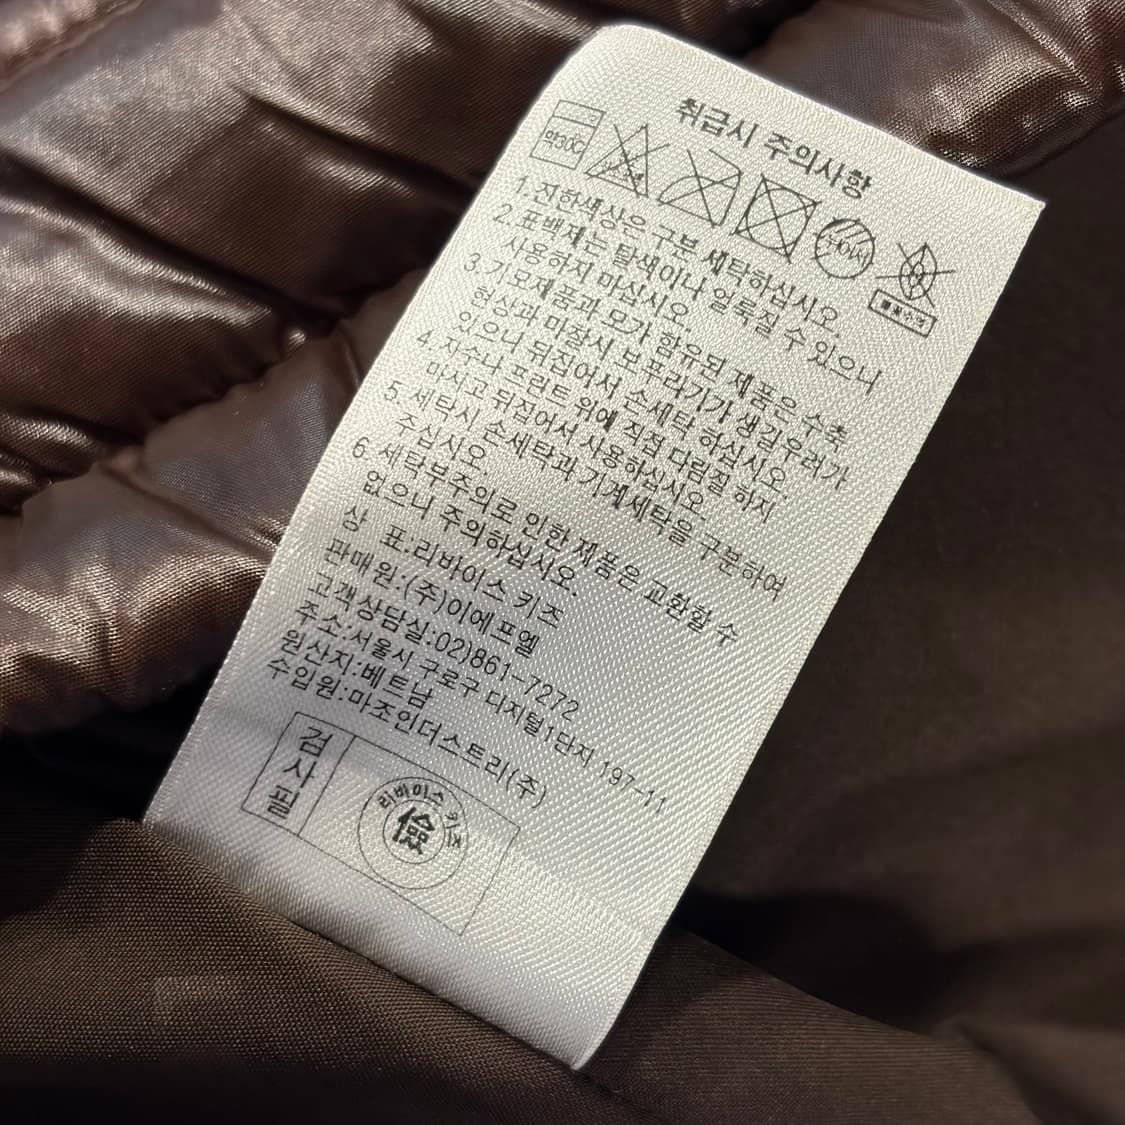 취급시 주의사항
약30℃
1.진한색상은 구분 세탁하십시오.
2.표백제는 탈색이나 얼룩질 수 있으니
사용하지 마십시오.
3.기모제품과 모가 함유된 제품은 수축
현상과 마찰시 보푸라기가 생김우려가
있으니 뒤집어서 손세탁 하십시오.
4.자수나 프린트 위에 직접 다림질 하지
마시고 뒤집어서 사용하십시오.
5.세탁시 손세탁과 기계세탁을 구분하여
주십시오.
6.세탁부주의로 인한 제품은 교환할 수
없으니 주의하십시오.
상 표:리바이스 키즈
판매원:(주)이에프엘
고객상담실:02)861-7272
주소:서울시 구로구 디지털1단지 197-11
원산지:베트남
수입원:마조인더스트리(주)
검사필
리바이스 키즈
儉